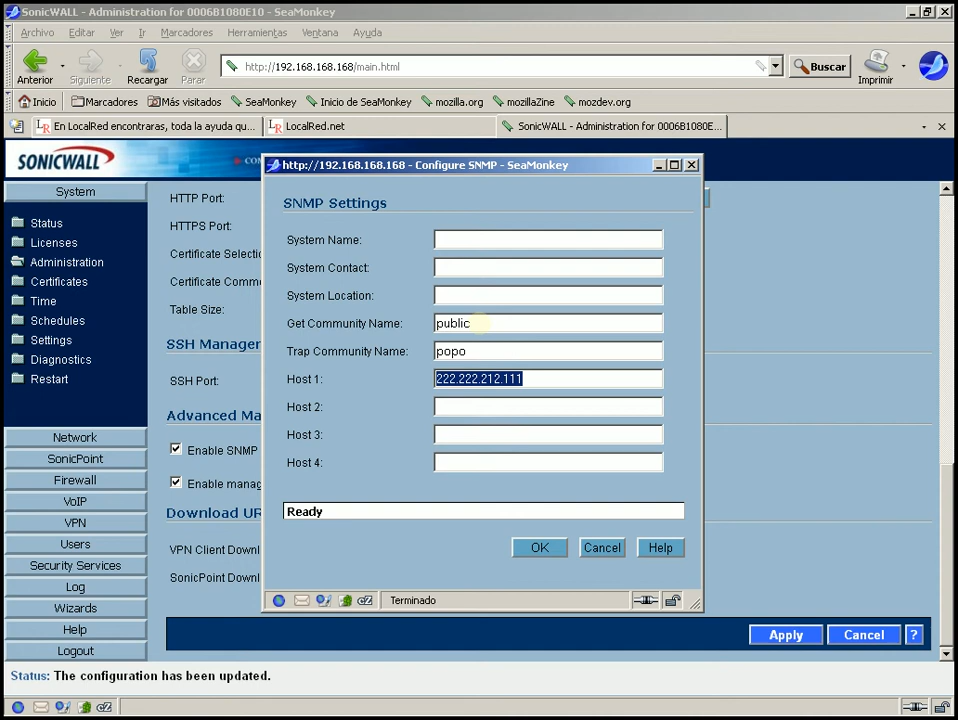 SonicWALL - Administration for 0006B1080E10 - SeaMonkey
Archivo Editar Ver Ir Marcadores Herramientas Ventana Ayuda
Anterior Siguiente Recargar Parar http://192.168.168.168/main.html Buscar Imprimir
Inicio Marcadores Más visitados SeaMonkey Inicio de SeaMonkey mozilla.org mozillaZine mozdev.org
En LocalRed encontraras, toda la ayuda qu... LocalRed.net SonicWALL - Administration for 0006B1080E...
SONICWALL
http://192.168.168.168 - Configure SNMP - SeaMonkey
System
Status
Licenses
Administration
Certificates
Time
Schedules
Settings
Diagnostics
Restart
Network
SonicPoint
Firewall
VoIP
VPN
Users
Security Services
Log
Wizards
Help
Logout
HTTP Port:
HTTPS Port:
Certificate Selecti
Certificate Comm
Table Size:
SSH Manager
SSH Port:
Advanced Ma
Enable SNMP
Enable manag
Download UR
VPN Client Downl
SonicPoint Downl
SNMP Settings
System Name:
System Contact:
System Location:
Get Community Name: public
Trap Community Name: popo
Host 1: 222.222.212.111
Host 2:
Host 3:
Host 4:
Ready
OK Cancel Help
Terminado
Apply Cancel ?
Status: The configuration has been updated.